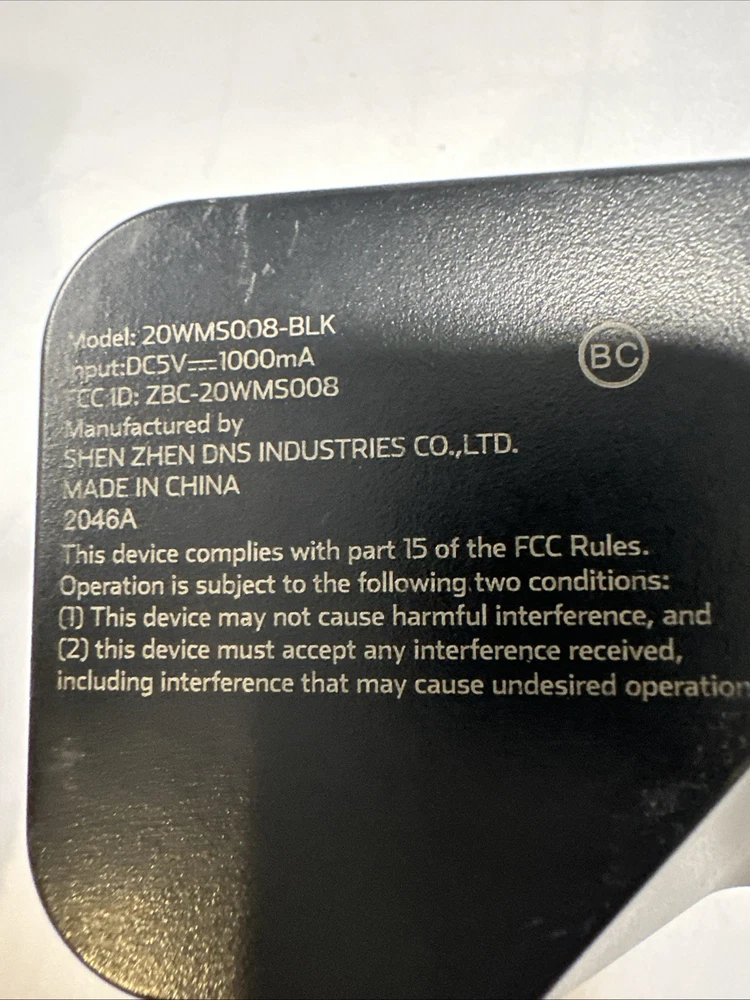 Model: 20WMS008-BLK
Input:DC5V⎓1000mA
FCC ID: ZBC-20WMS008
Manufactured by
SHEN ZHEN DNS INDUSTRIES CO.,LTD.
MADE IN CHINA
2046A
This device complies with part 15 of the FCC Rules.
Operation is subject to the following two conditions:
(1) This device may not cause harmful interference, and
(2) this device must accept any interference received,
including interference that may cause undesired operation
BC